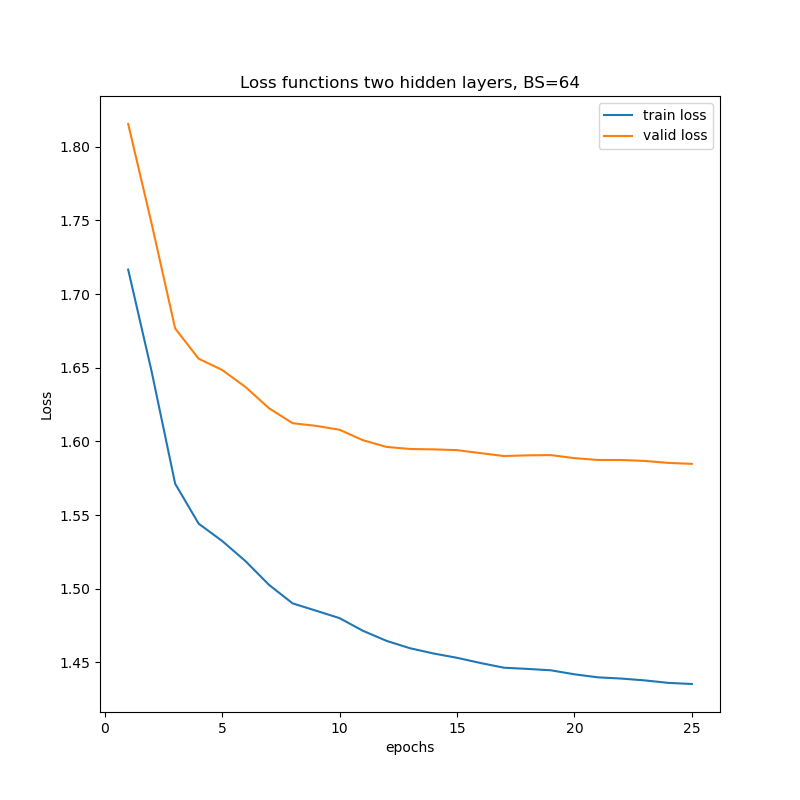 Loss functions two hidden layers, BS=64
train loss
valid loss
1.80
1.75
1.70
1.65
1.60
1.55
1.50
1.45
Loss
0 5 10 15 20 25
epochs